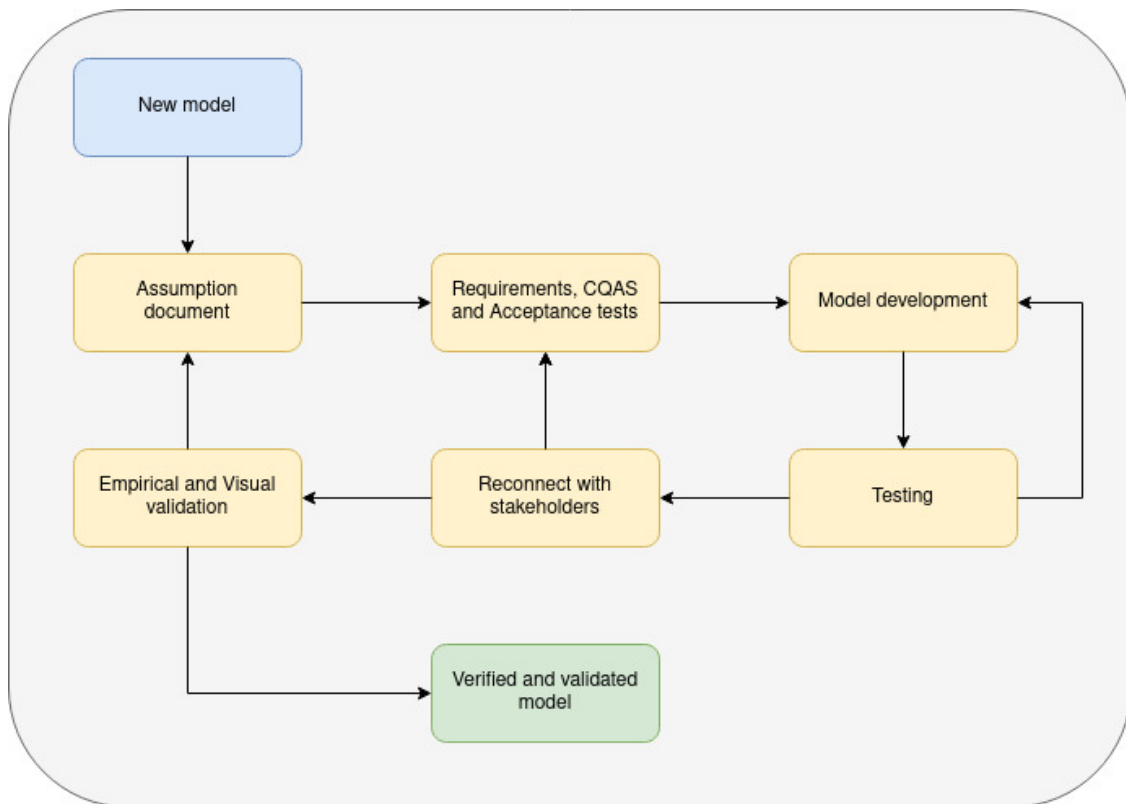 New model
Assumption
document
Requirements, CQAS
and Acceptance tests
Model development
Empirical and Visual
validation
Reconnect with
stakeholders
Testing
Verified and validated
model